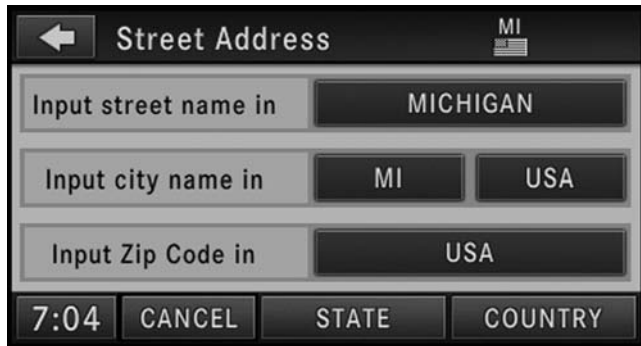 Street Address MI
Input street name in MICHIGAN
Input city name in MI USA
Input Zip Code in USA
7:04 CANCEL STATE COUNTRY